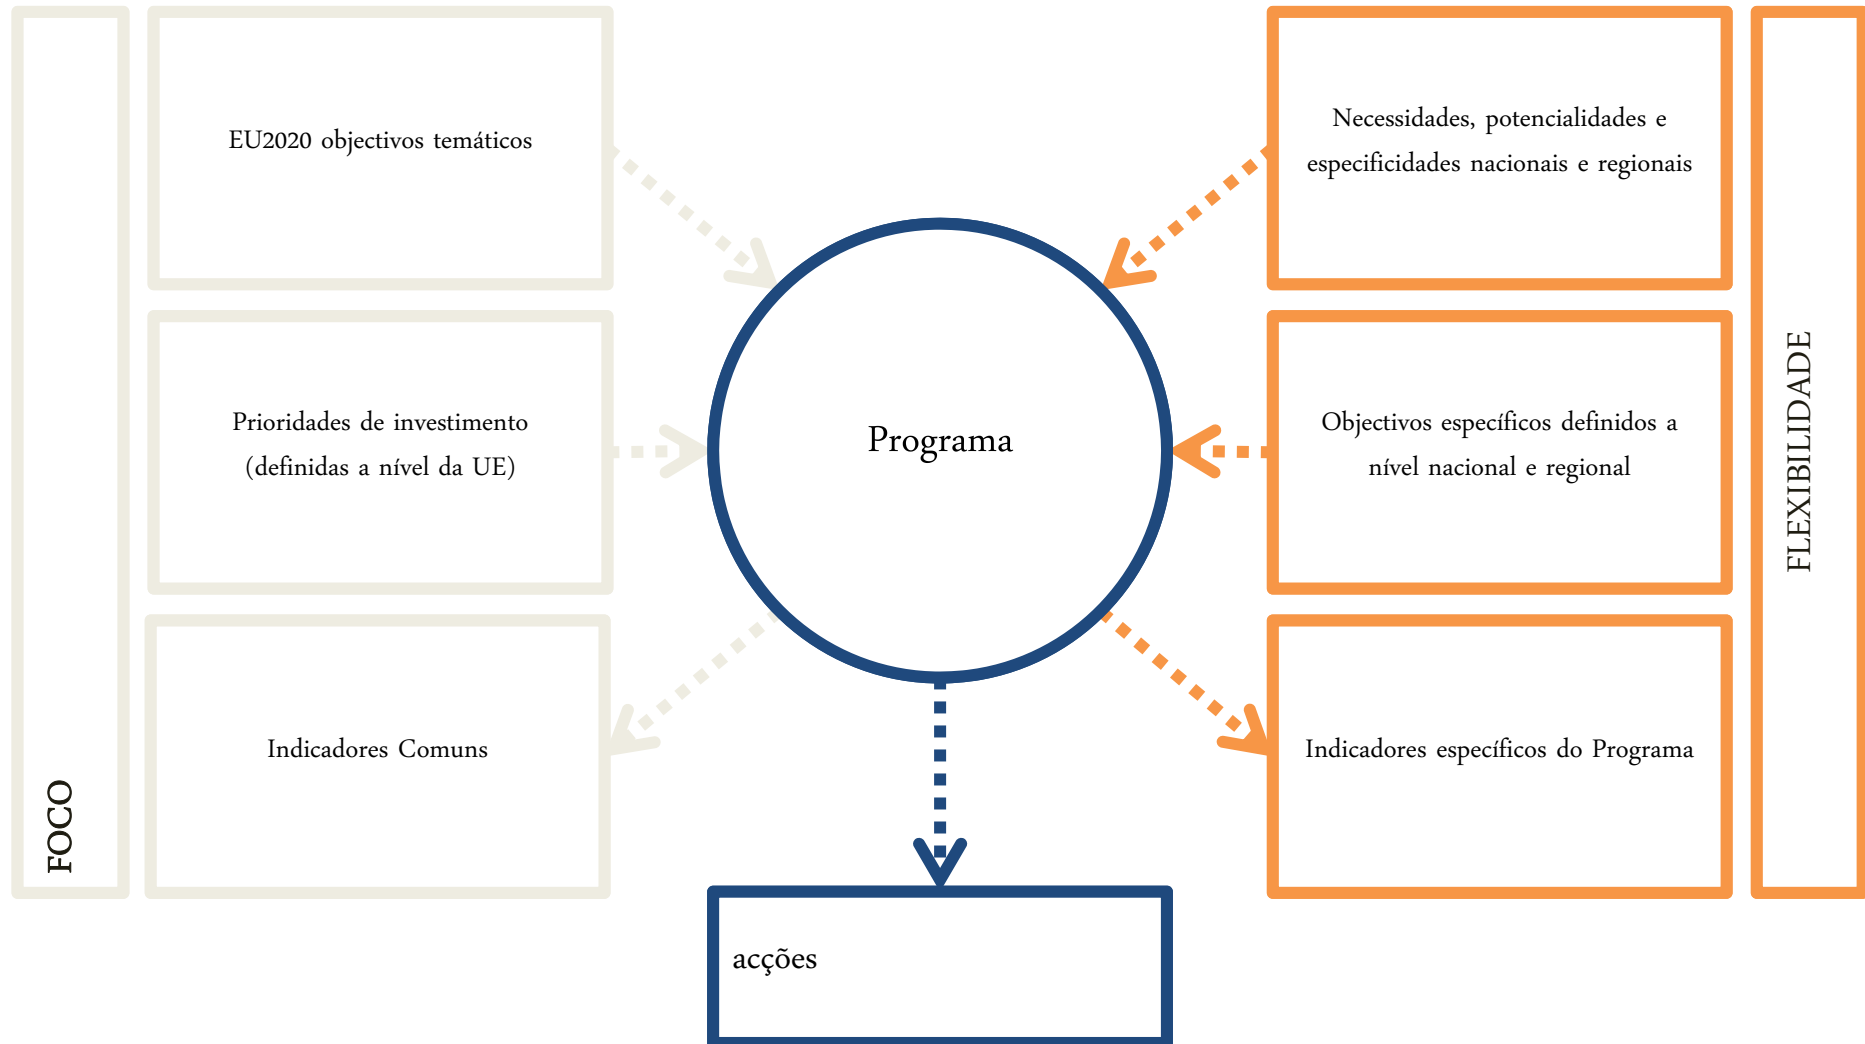 FOCO
EU2020 objectivos temáticos
Prioridades de investimento
(definidas a nível da UE)
Indicadores Comuns
Programa
acções
Necessidades, potencialidades e
especificidades nacionais e regionais
Objectivos específicos definidos a
nível nacional e regional
Indicadores específicos do Programa
FLEXIBILIDADE